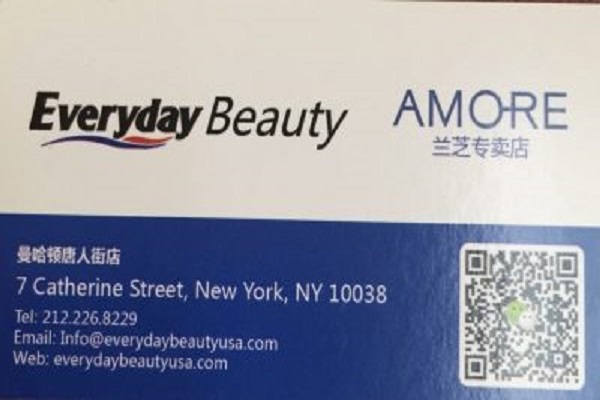 Everyday Beauty
AMORE
兰芝专卖店
曼哈顿唐人街店
7 Catherine Street, New York, NY 10038
Tel: 212.226.8229
Email: Info@everydaybeautyusa.com
Web: everydaybeautyusa.com